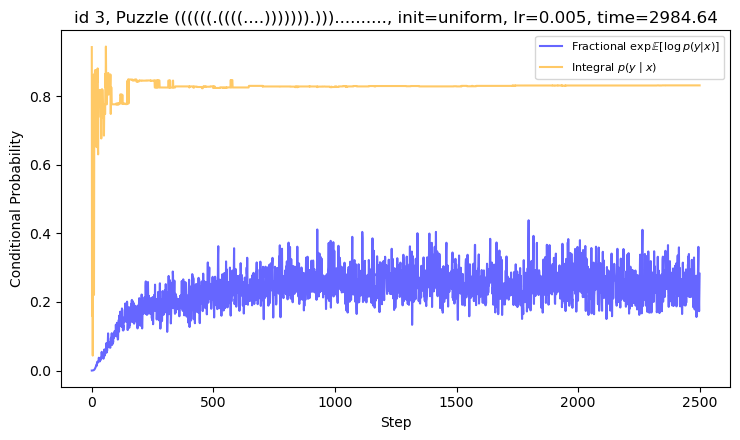 id 3, Puzzle ((((((.((((....))))))).))).........., init=uniform, lr=0.005, time=2984.64
Fractional exp𝔼[log p(y|x)]
Integral p(y | x)
Conditional Probability
0.8
0.6
0.4
0.2
0.0
0
500
1000
1500
2000
2500
Step